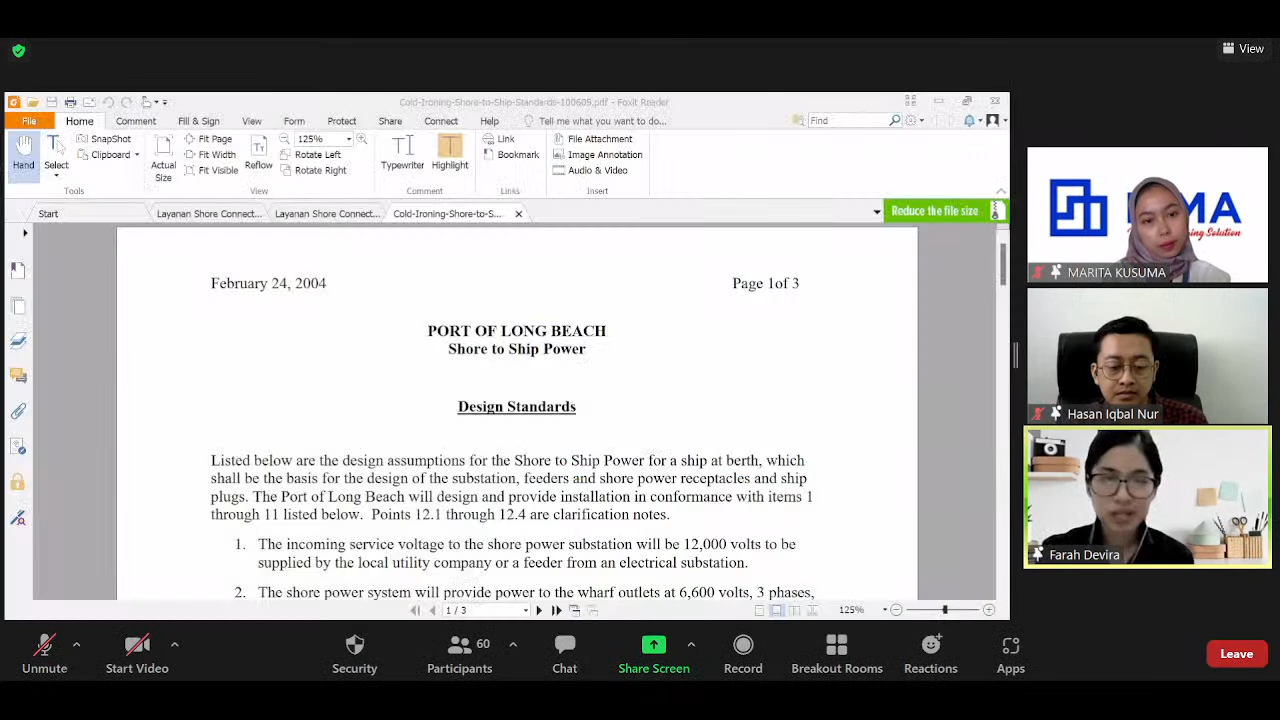 View
Cold-Ironing-Shore-to-Ship-Standards-100605.pdf - Foxit Reader
File Home Comment Fill & Sign View Form Protect Share Connect Help Tell me what you want to do... Find
Hand
Select
SnapShot
Clipboard
Tools
Actual
Size
Fit Page
Fit Width
Fit Visible
Reflow
125%
Rotate Left
Rotate Right
View
Typewriter
Highlight
Comment
Link
Bookmark
Links
File Attachment
Image Annotation
Audio & Video
Insert
Start Layanan Shore Connect... Layanan Shore Connect... Cold-Ironing-Shore-to-S...
Reduce the file size
February 24, 2004 Page 1of 3
PORT OF LONG BEACH
Shore to Ship Power
Design Standards
Listed below are the design assumptions for the Shore to Ship Power for a ship at berth, which
shall be the basis for the design of the substation, feeders and shore power receptacles and ship
plugs. The Port of Long Beach will design and provide installation in conformance with items 1
through 11 listed below. Points 12.1 through 12.4 are clarification notes.
1. The incoming service voltage to the shore power substation will be 12,000 volts to be
supplied by the local utility company or a feeder from an electrical substation.
2. The shore power system will provide power to the wharf outlets at 6,600 volts, 3 phases,
1 / 3
125%
MA
ing Solution
MARITA KUSUMA
Hasan Iqbal Nur
Farah Devira
Unmute
Start Video
Security
60
Participants
Chat
Share Screen
Record
Breakout Rooms
Reactions
Apps
Leave